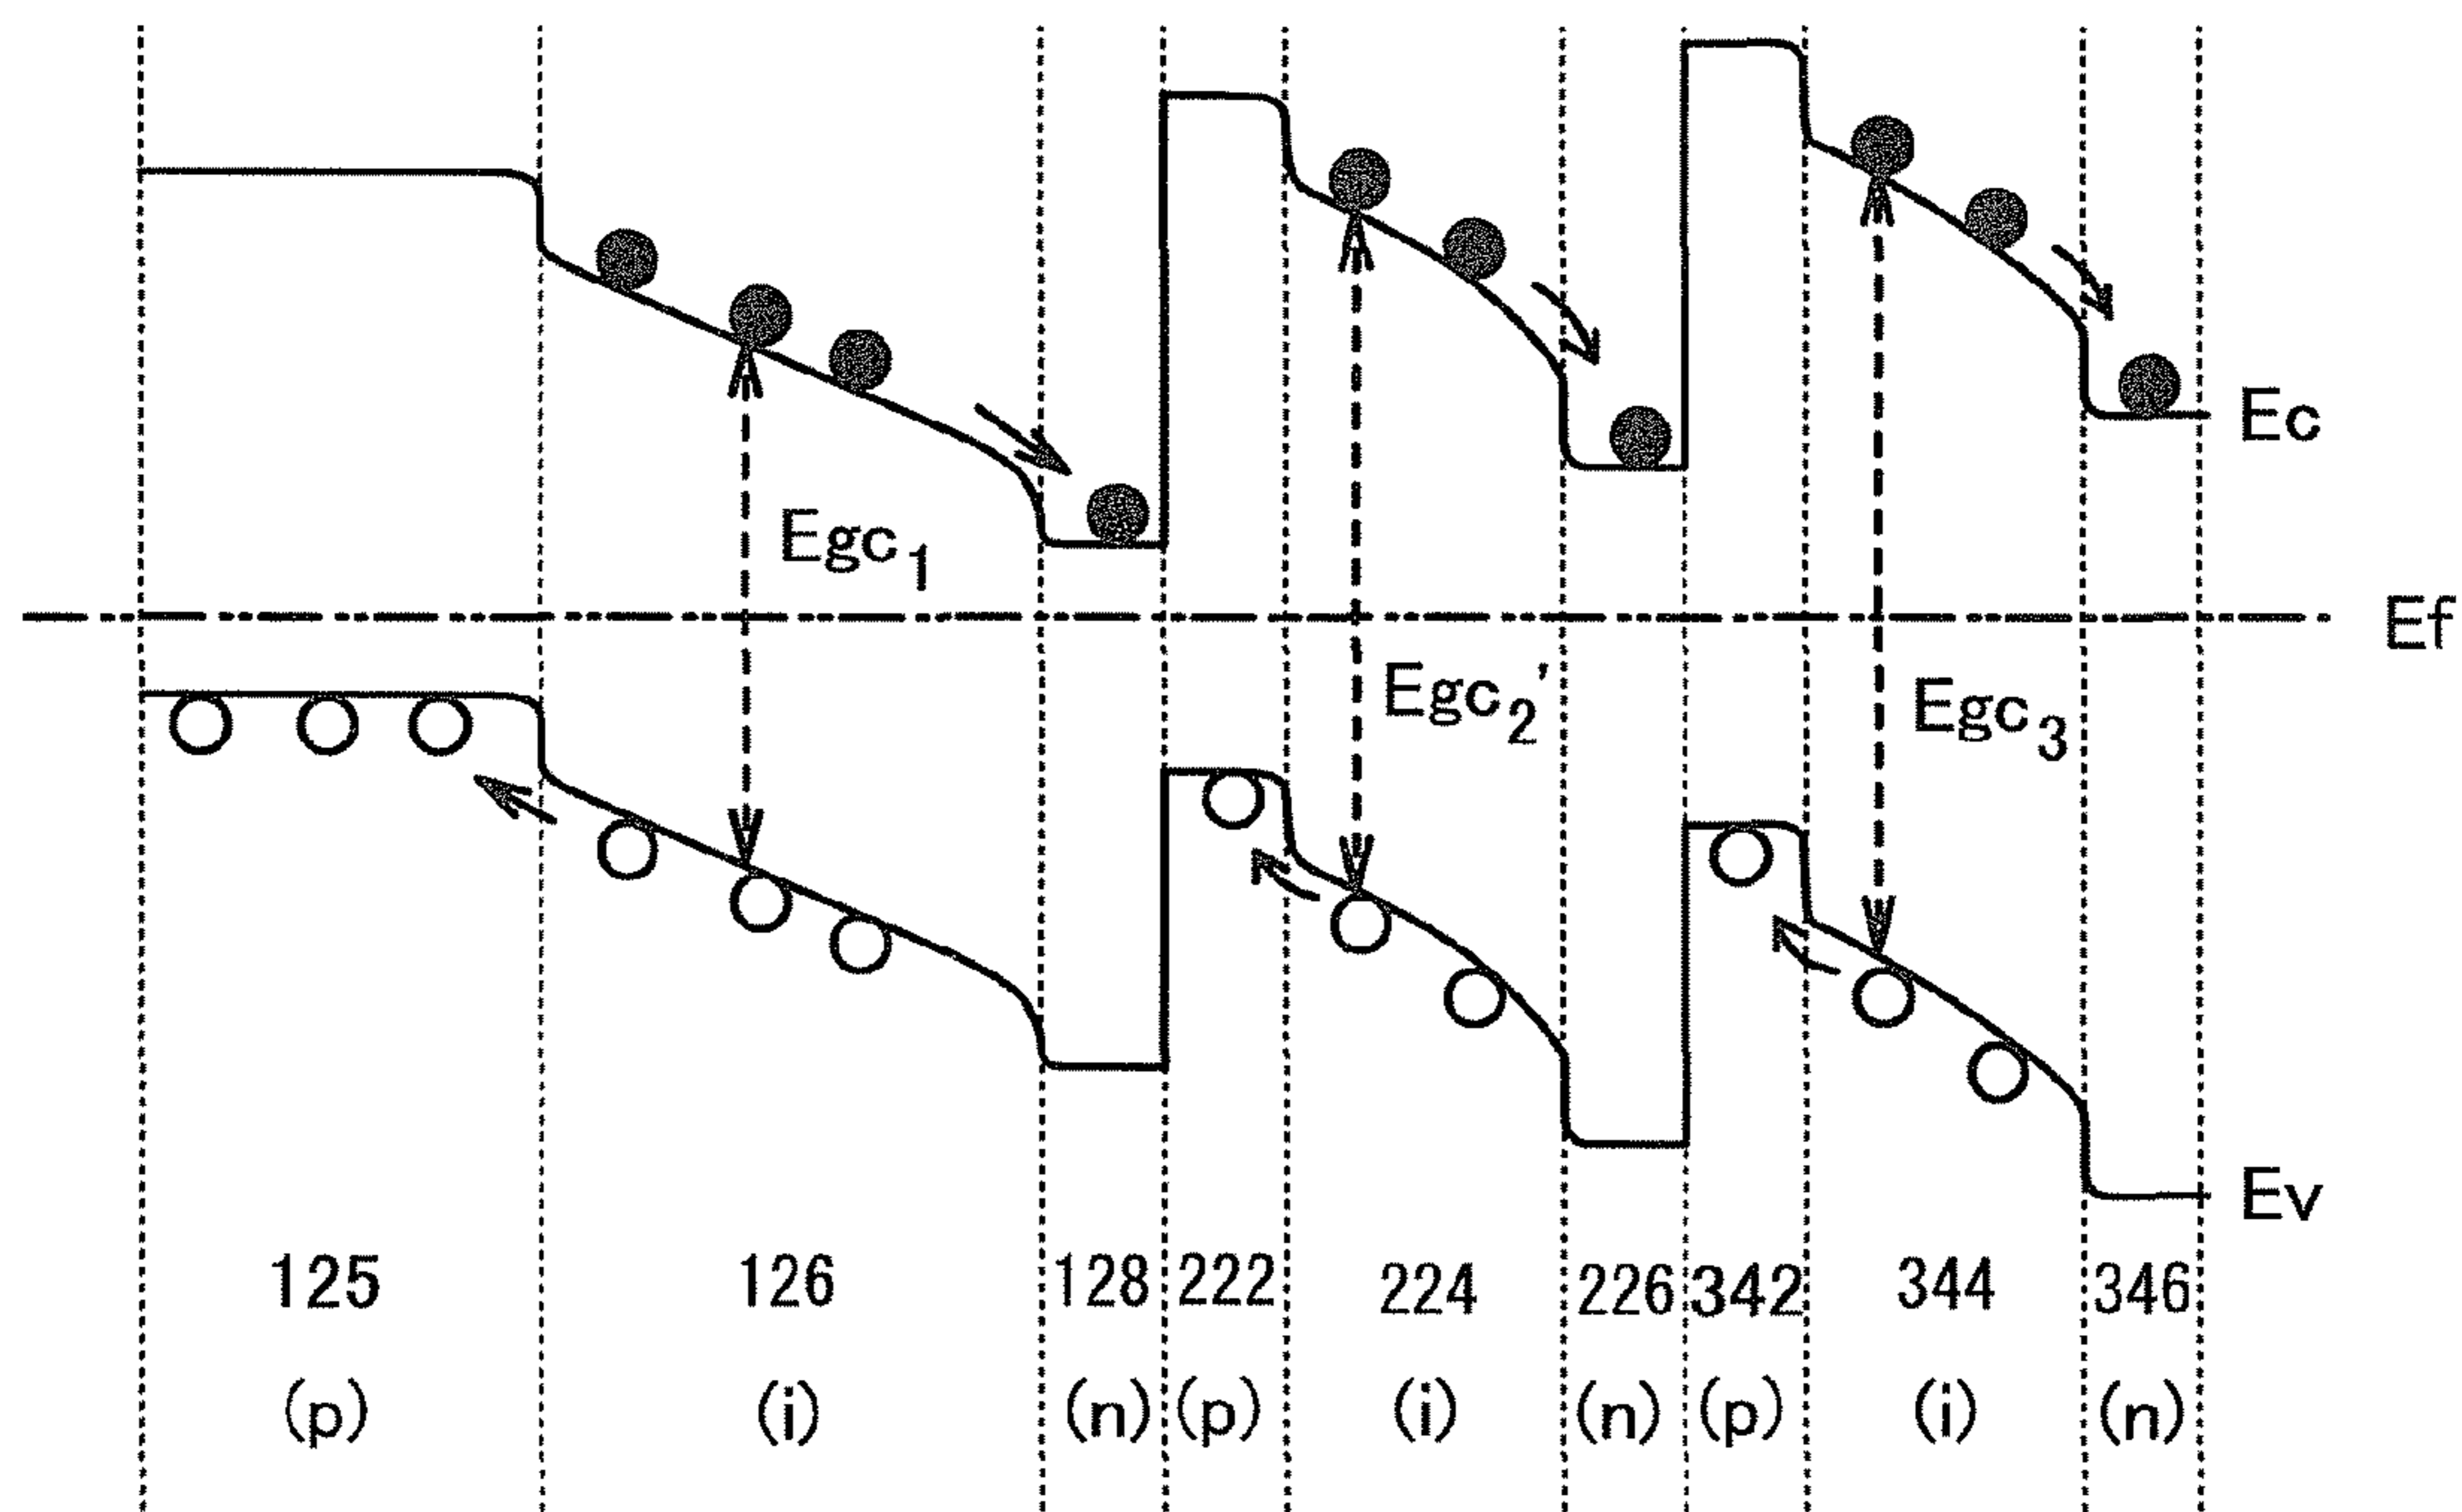 Ec
Egc1
Ef
Egc2'
Egc3
Ev
125 126 128 222 224 226 342 344 346
(p) (i) (n) (p) (i) (n) (p) (i) (n)